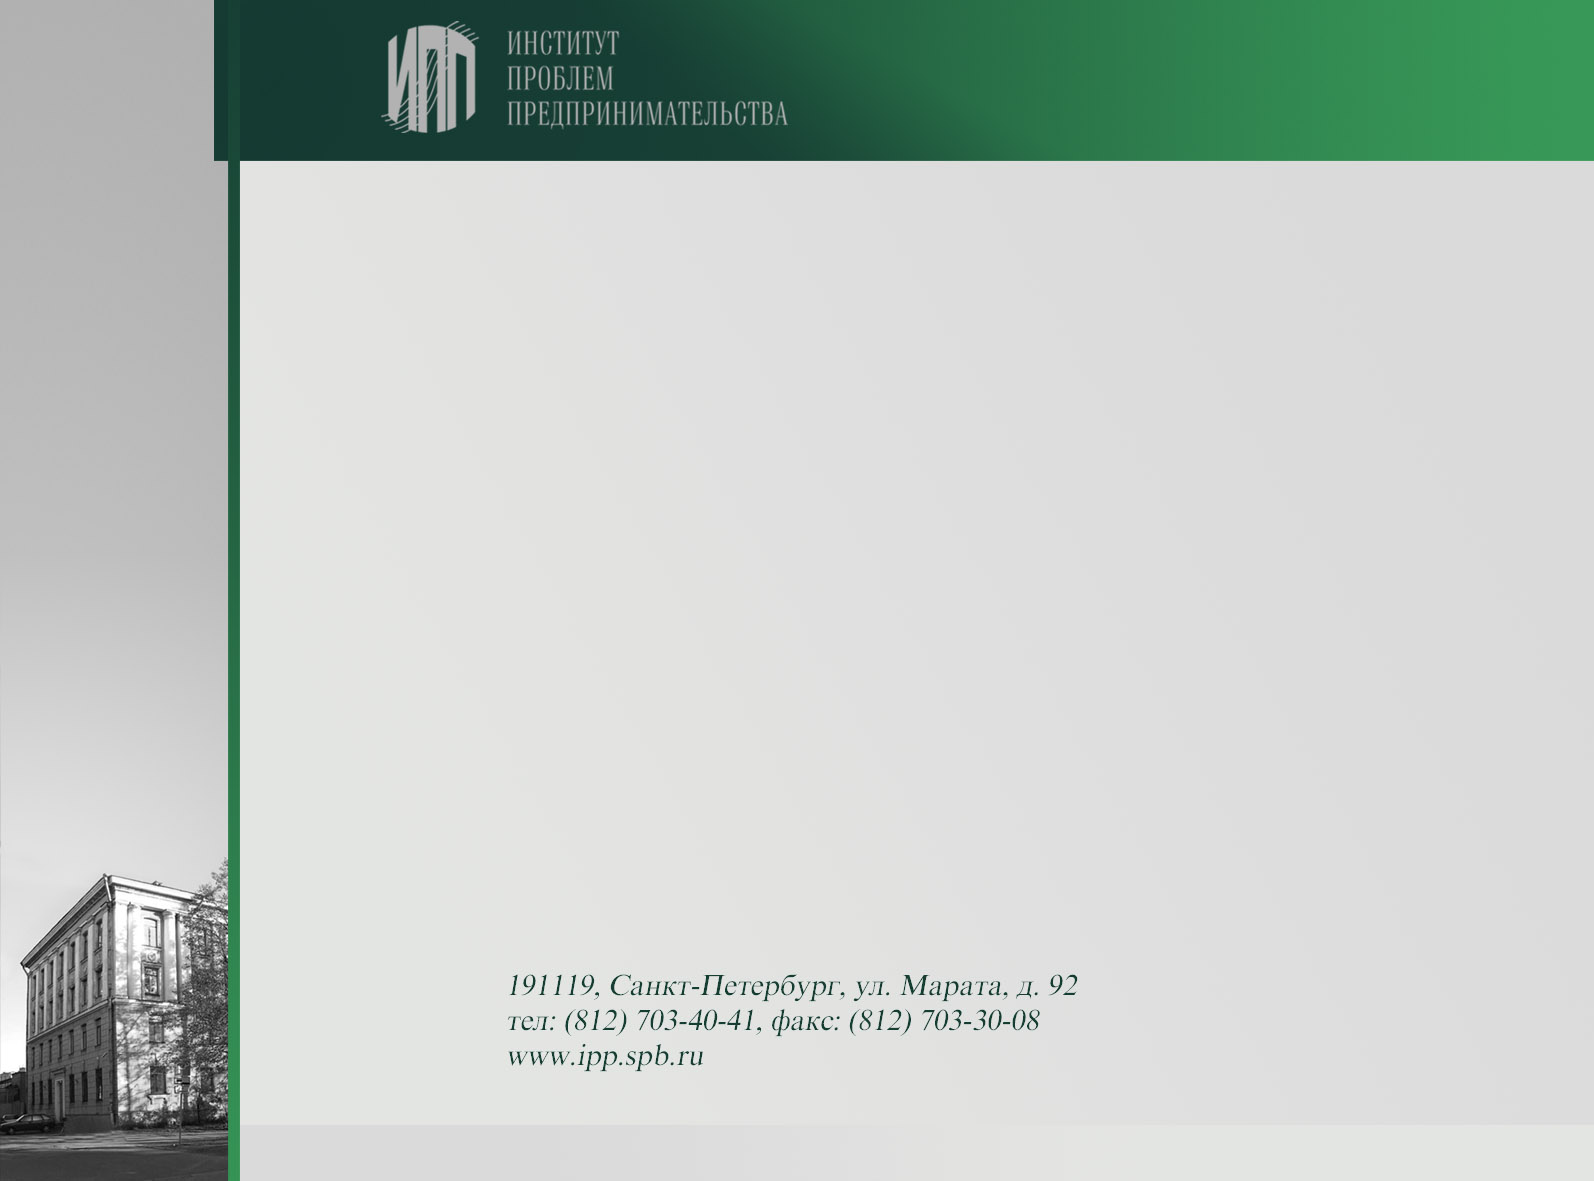 ИПП
ИНСТИТУТ
ПРОБЛЕМ
ПРЕДПРИНИМАТЕЛЬСТВА
191119, Санкт-Петербург, ул. Марата, д. 92
тел: (812) 703-40-41, факс: (812) 703-30-08
www.ipp.spb.ru